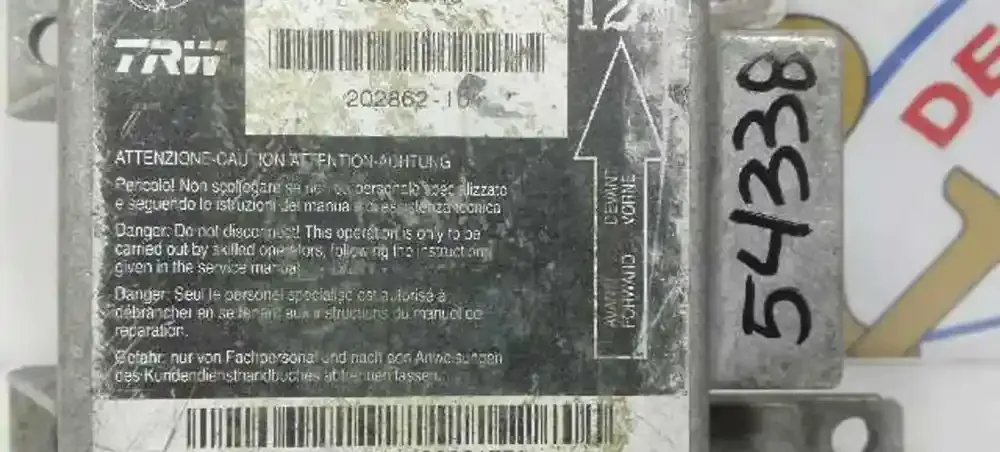 12
TRW
202862-10
ATTENZIONE-CAUTION ATTENTION-ACHTUNG
Pericolo! Non scollegare se non da personale specializzato
e seguendo le istruzioni del manuale di assistenza tecnica
Danger: Do not disconnect! This operation is only to be
carried out by skilled operators, following the instructions
given in the service manual
Danger: Seul le personel specialise est autorisé à
débrancher en se tenant aux instructions du manuel de
reparation.
Gefahr: nur von Fachpersonal und nach den Anweisungen
des Kundendiensthandbuches abtrennen lassen.
AVANTI DEVANT
FORWARD VORNE
54338
DE